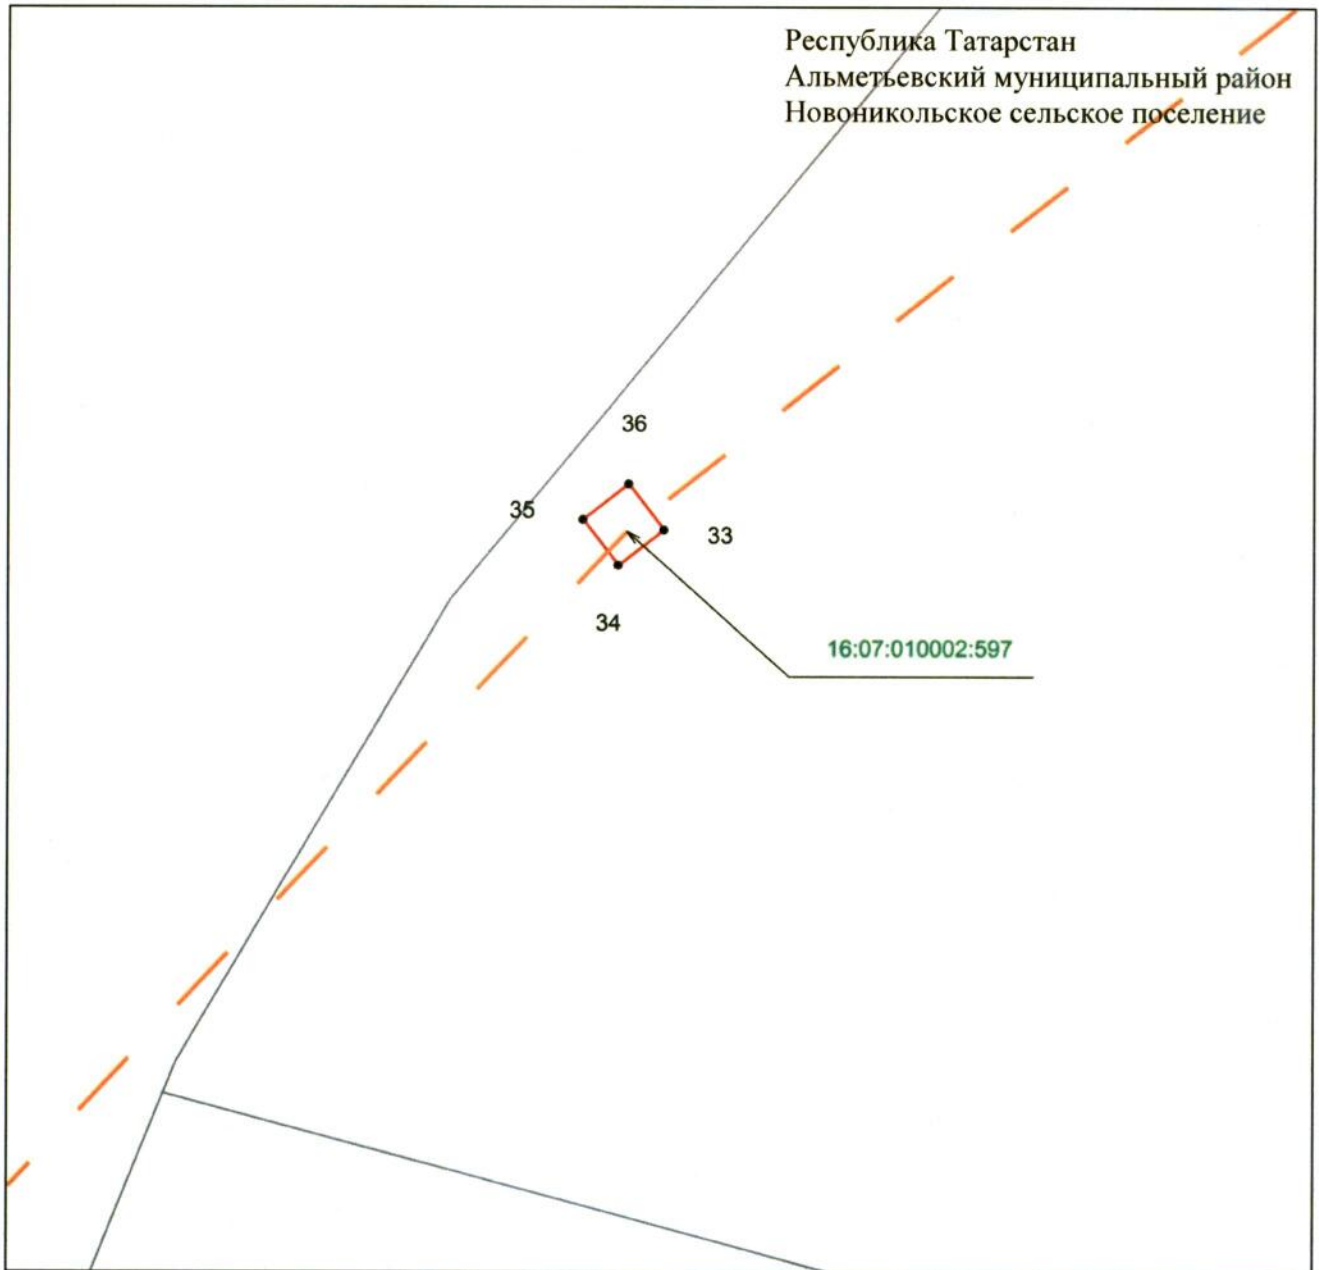 Республика Татарстан
Альметьевский муниципальный район
Новоникольское сельское поселение
36
35
33
34
16:07:010002:597